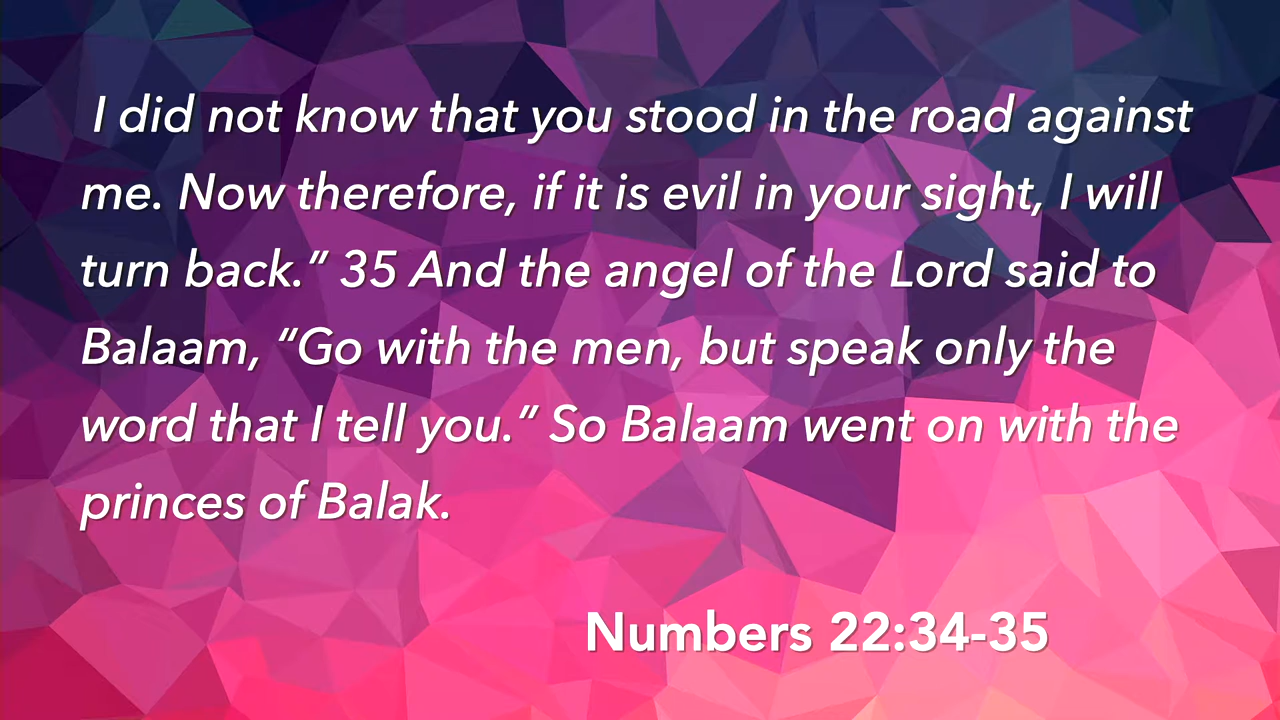 I did not know that you stood in the road against
me. Now therefore, if it is evil in your sight, I will
turn back.” 35 And the angel of the Lord said to
Balaam, “Go with the men, but speak only the
word that I tell you.” So Balaam went on with the
princes of Balak.
Numbers 22:34-35